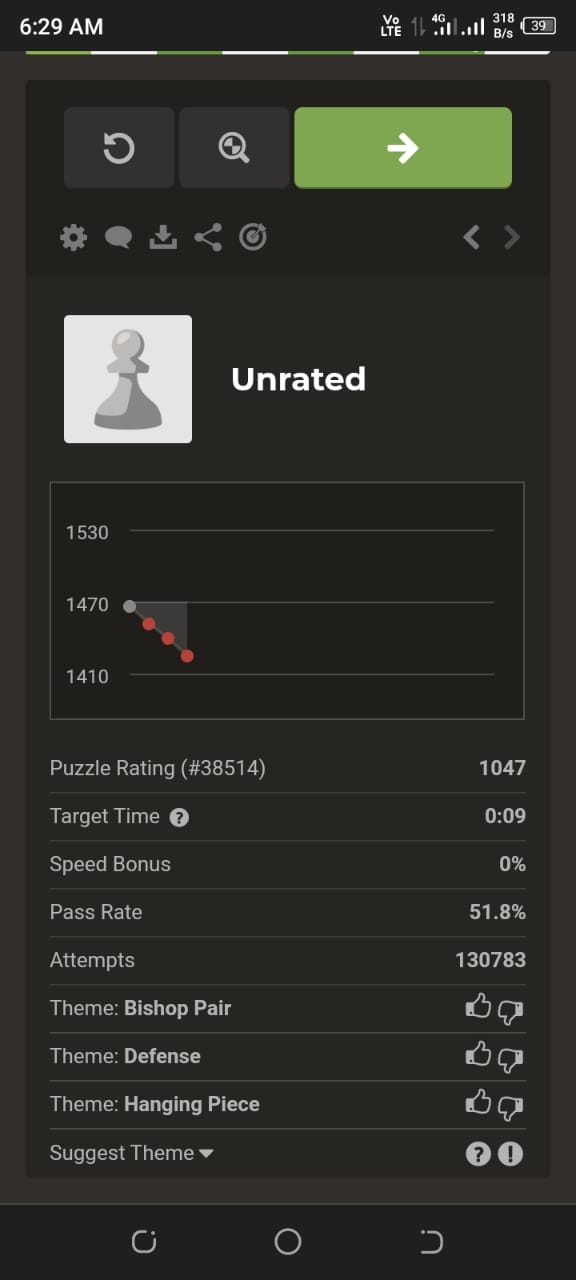 6:29 AM Vo LTE 4G 318 B/s 39
Unrated
1530
1470
1410
Puzzle Rating (#38514) 1047
Target Time ? 0:09
Speed Bonus 0%
Pass Rate 51.8%
Attempts 130783
Theme: Bishop Pair
Theme: Defense
Theme: Hanging Piece
Suggest Theme ? !